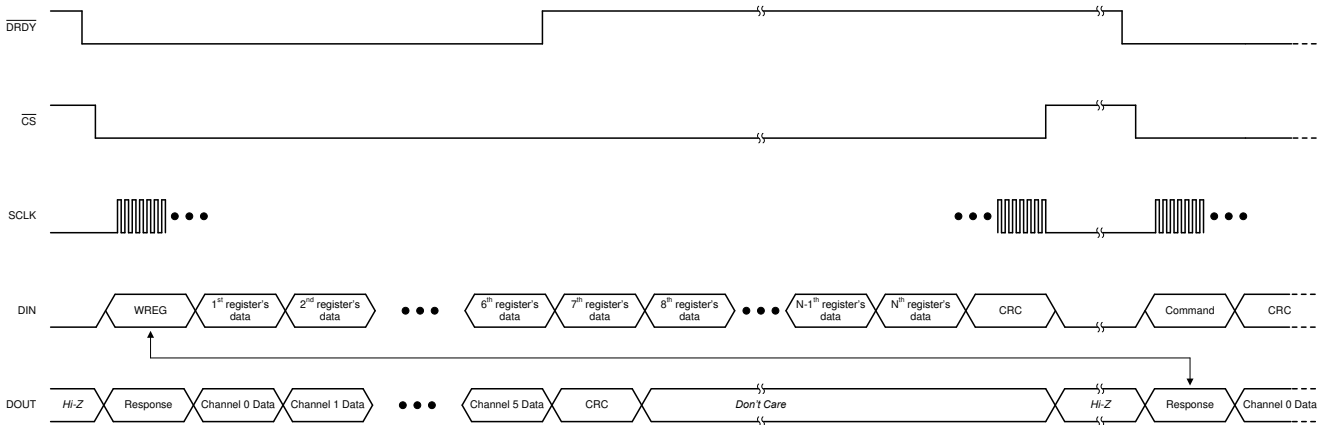 DRDY
CS
SCLK
DIN
WREG
1st register's
data
2nd register's
data
6th register's
data
7th register's
data
8th register's
data
N-1th register's
data
Nth register's
data
CRC
Command
CRC
DOUT
Hi-Z
Response
Channel 0 Data
Channel 1 Data
Channel 5 Data
CRC
Don't Care
Hi-Z
Response
Channel 0 Data